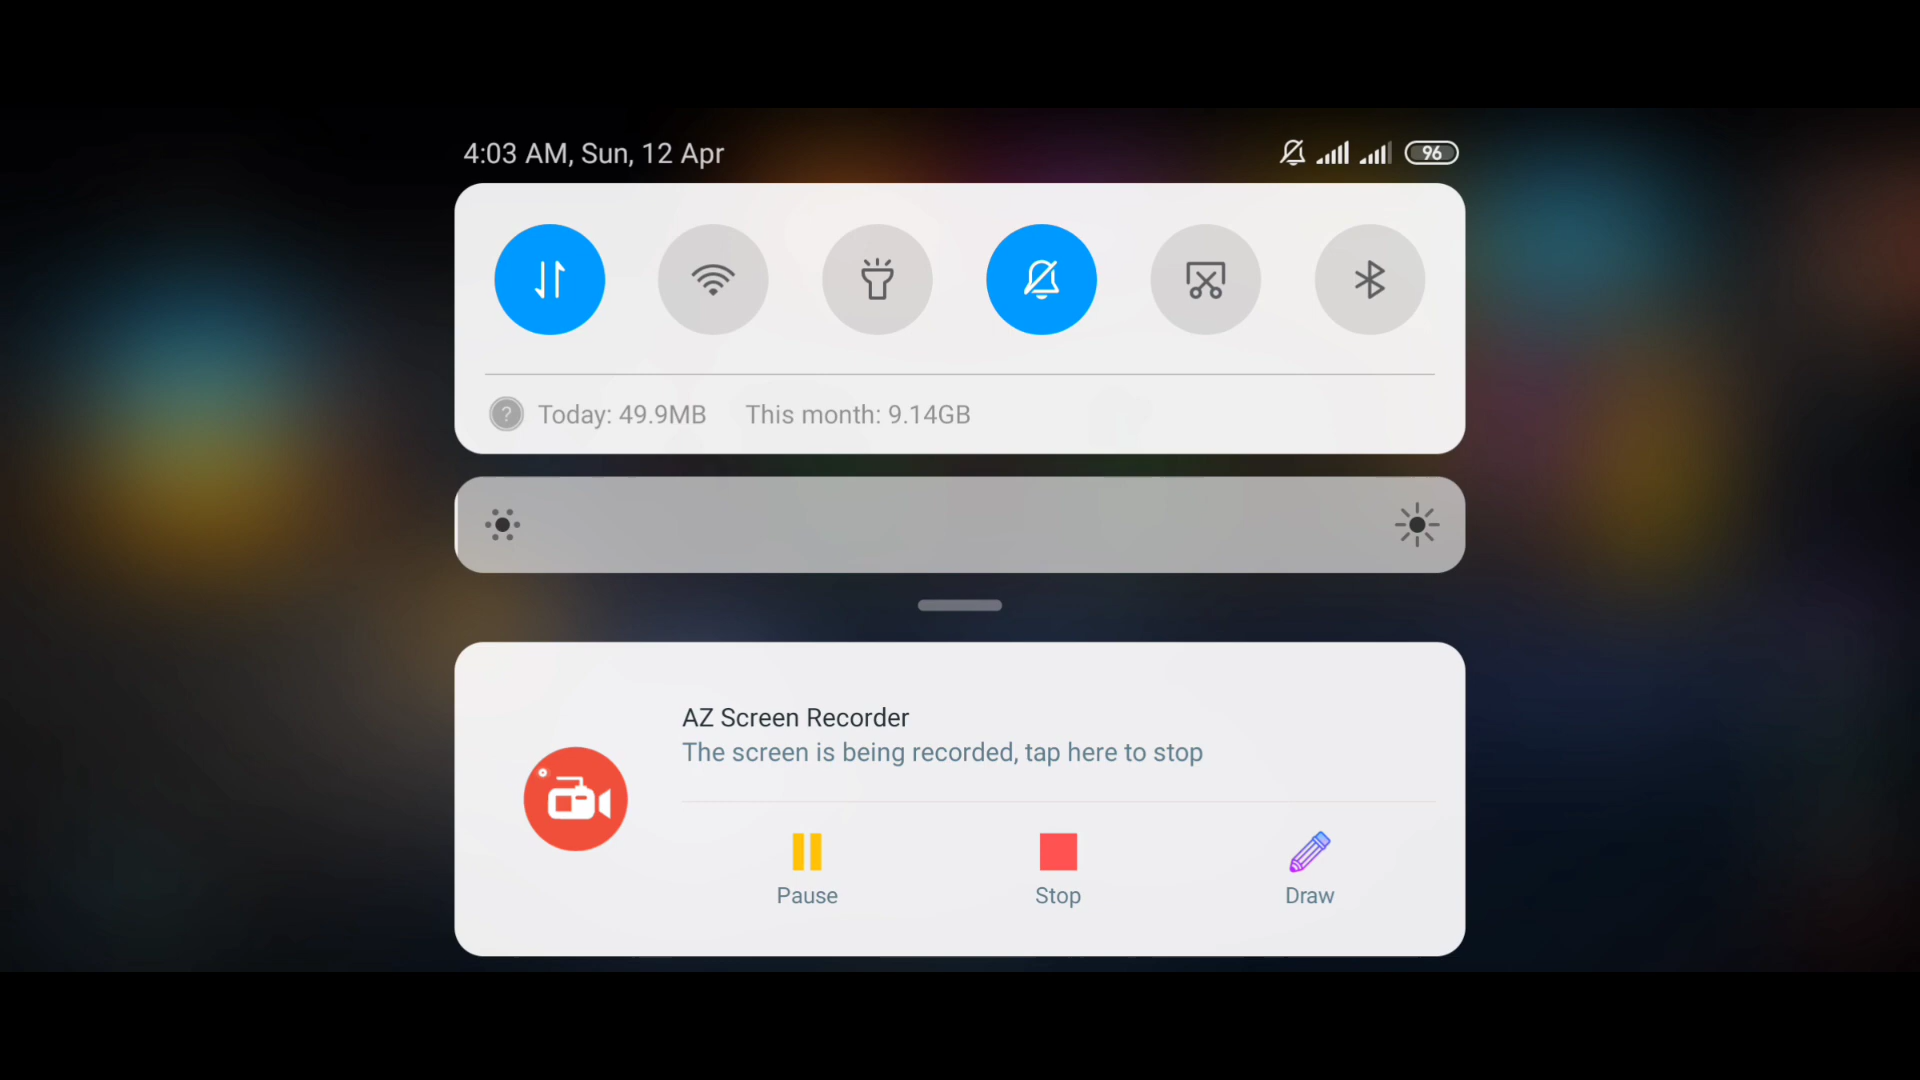 4:03 AM, Sun, 12 Apr
96
? Today: 49.9MB This month: 9.14GB
AZ Screen Recorder
The screen is being recorded, tap here to stop
Pause Stop Draw